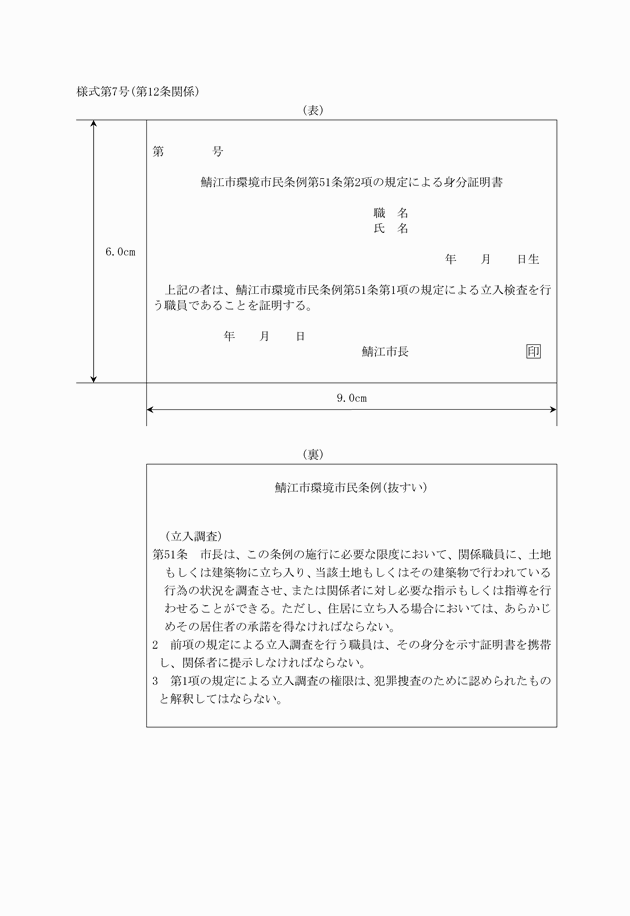 様式第7号(第12条関係)
(表)
第　　　　号
鯖江市環境市民条例第51条第2項の規定による身分証明書
職　名
氏　名
6.0cm
年　　月　　日生
上記の者は、鯖江市環境市民条例第51条第1項の規定による立入検査を行
う職員であることを証明する。
年　　月　　日
鯖江市長　　　　　　　　　　印
9.0cm
(裏)
鯖江市環境市民条例(抜すい)
(立入調査)
第51条　市長は、この条例の施行に必要な限度において、関係職員に、土地
もしくは建築物に立ち入り、当該土地もしくはその建築物で行われている
行為の状況を調査させ、または関係者に対し必要な指示もしくは指導を行
わせることができる。ただし、住居に立ち入る場合においては、あらかじ
めその居住者の承諾を得なければならない。
2　前項の規定による立入調査を行う職員は、その身分を示す証明書を携帯
し、関係者に提示しなければならない。
3　第1項の規定による立入調査の権限は、犯罪捜査のために認められたもの
と解釈してはならない。